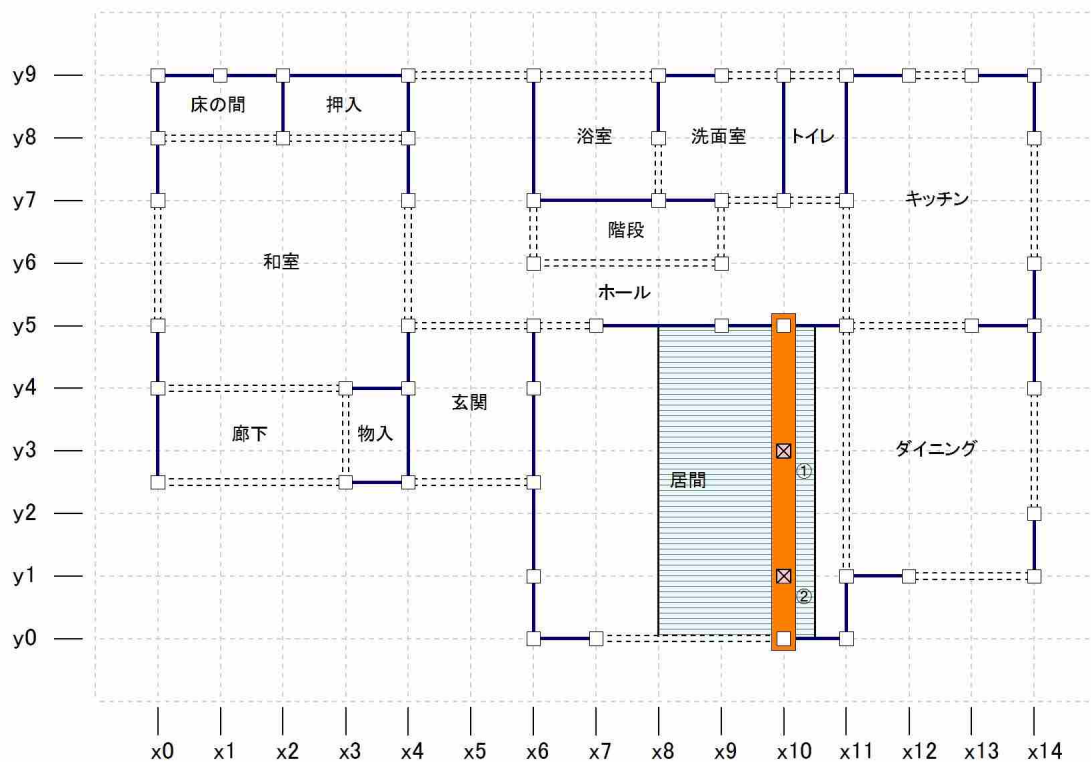 y9
床の間 押入
y8 浴室 洗面室 トイレ
y7 キッチン
階段
y6 和室
ホール
y5
y4
玄関
廊下 物入
y3 ダイニング
居間 ①
y2
y1
②
y0
x0 x1 x2 x3 x4 x5 x6 x7 x8 x9 x10 x11 x12 x13 x14